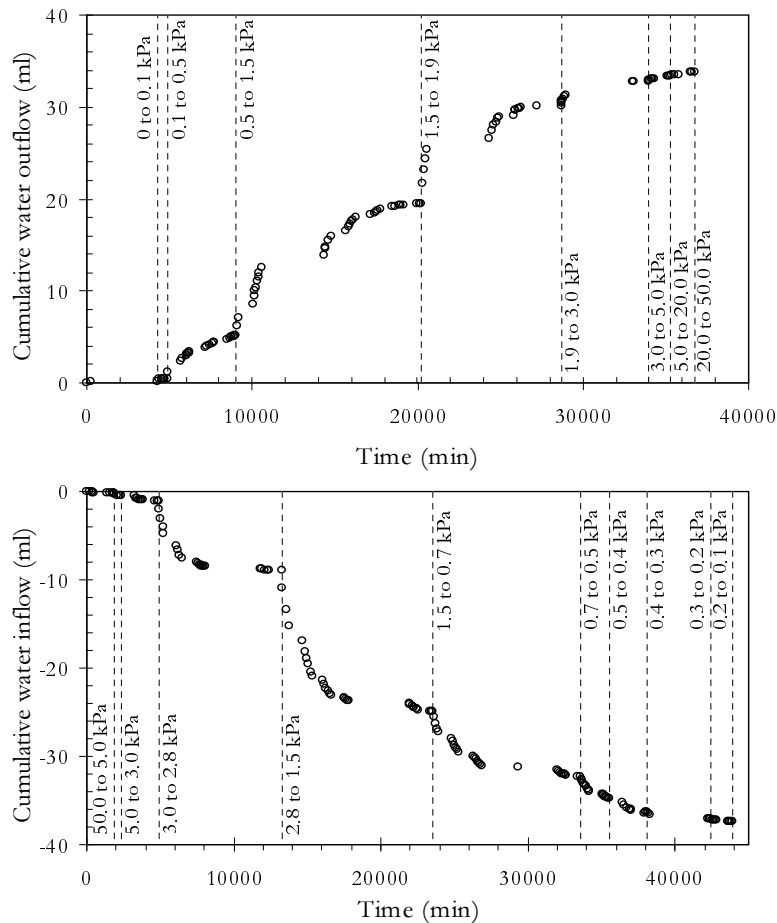 Cumulative water outflow (ml)
40
30
20
10
0
0 to 0.1 kPa
0.1 to 0.5 kPa
0.5 to 1.5 kPa
1.5 to 1.9 kPa
1.9 to 3.0 kPa
3.0 to 5.0 kPa
5.0 to 20.0 kPa
20.0 to 50.0 kPa
0 10000 20000 30000 40000
Time (min)
Cumulative water inflow (ml)
0
-10
-20
-30
-40
50.0 to 5.0 kPa
5.0 to 3.0 kPa
3.0 to 2.8 kPa
2.8 to 1.5 kPa
1.5 to 0.7 kPa
0.7 to 0.5 kPa
0.5 to 0.4 kPa
0.4 to 0.3 kPa
0.3 to 0.2 kPa
0.2 to 0.1 kPa
0 10000 20000 30000 40000
Time (min)